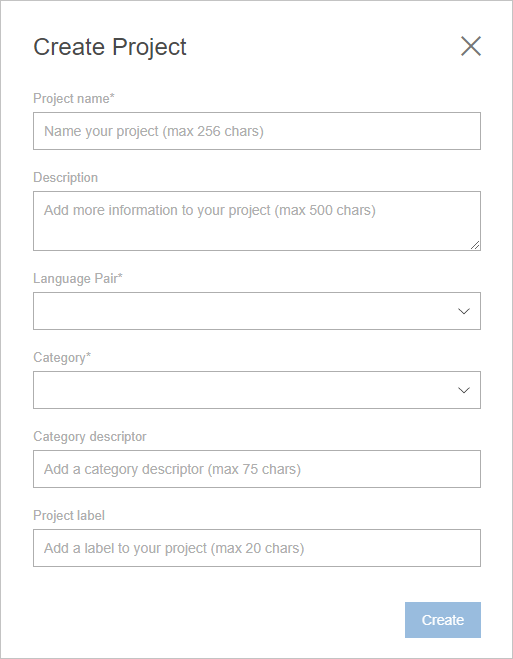 Create Project
Project name*
Name your project (max 256 chars)
Description
Add more information to your project (max 500 chars)
Language Pair*
Category*
Category descriptor
Add a category descriptor (max 75 chars)
Project label
Add a label to your project (max 20 chars)
Create